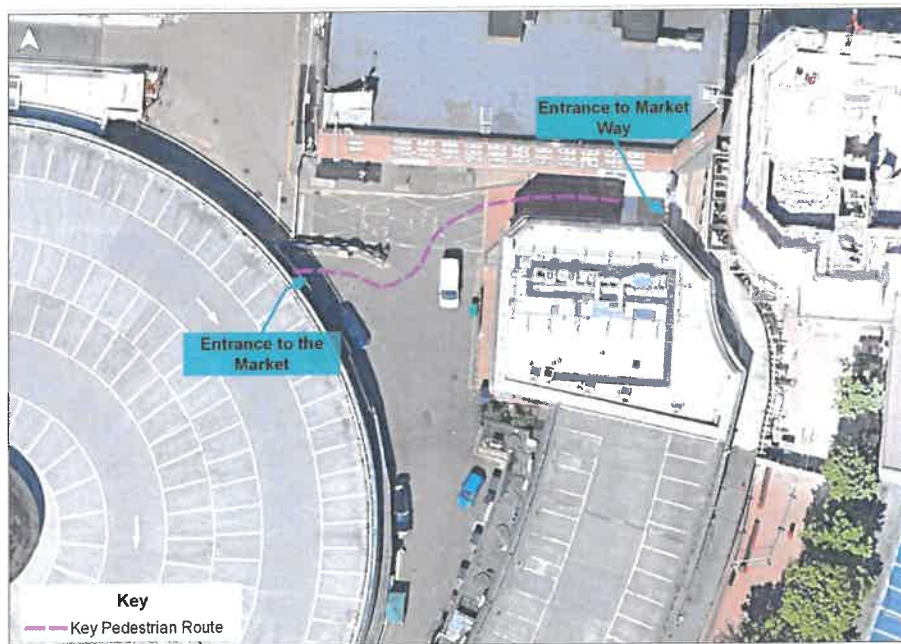 Entrance to Market
Way
Entrance to the
Market
Key
Key Pedestrian Route